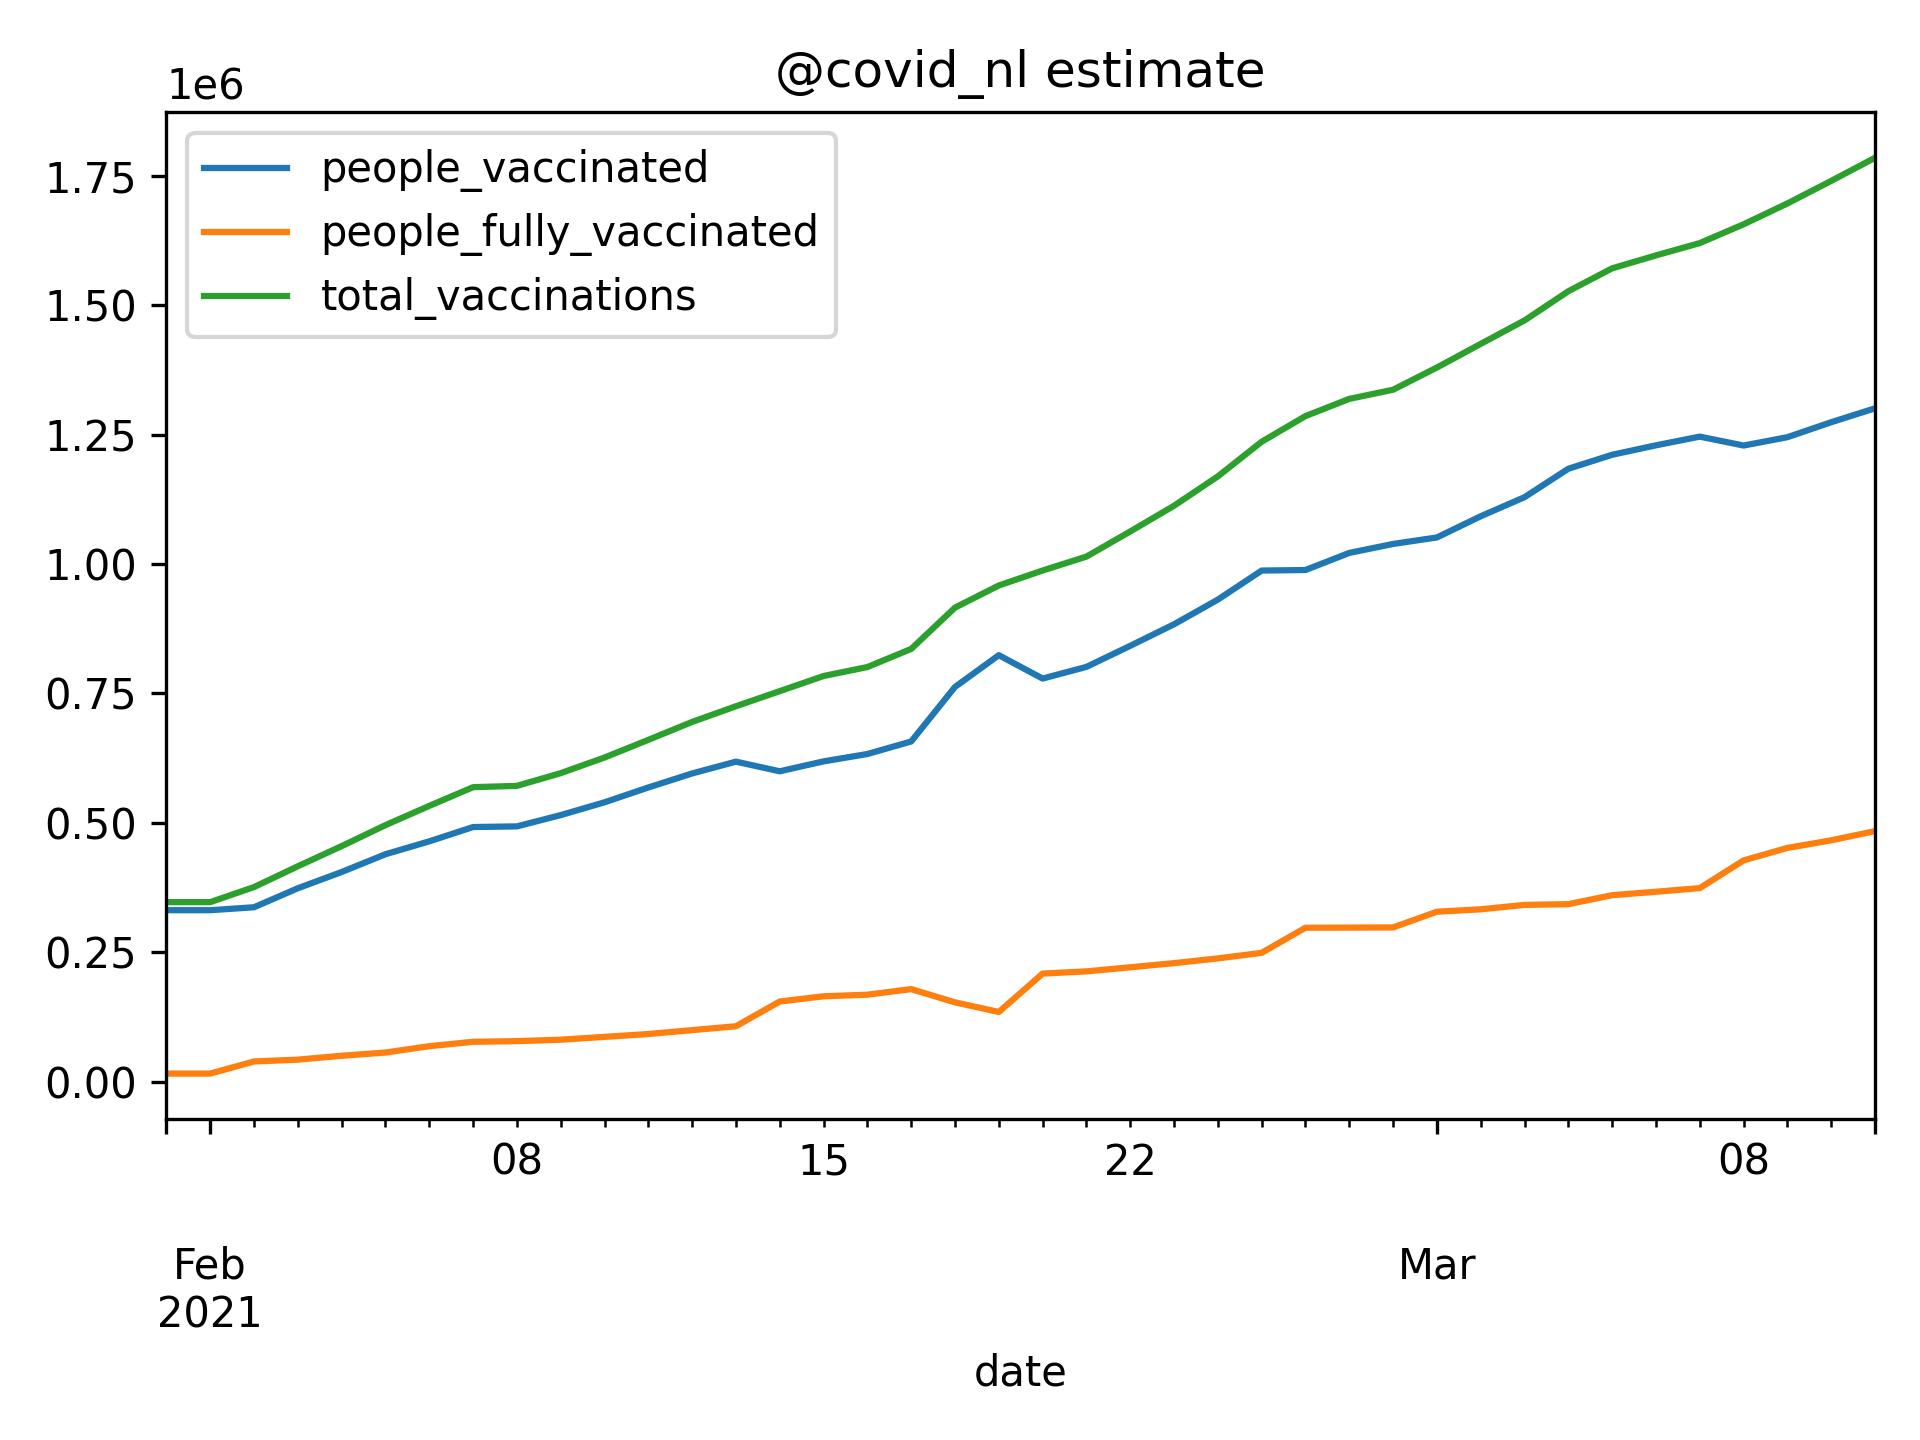 @covid_nl estimate
1e6
people_vaccinated
people_fully_vaccinated
total_vaccinations
1.75
1.50
1.25
1.00
0.75
0.50
0.25
0.00
08 15 22 08
Feb Mar
2021
date